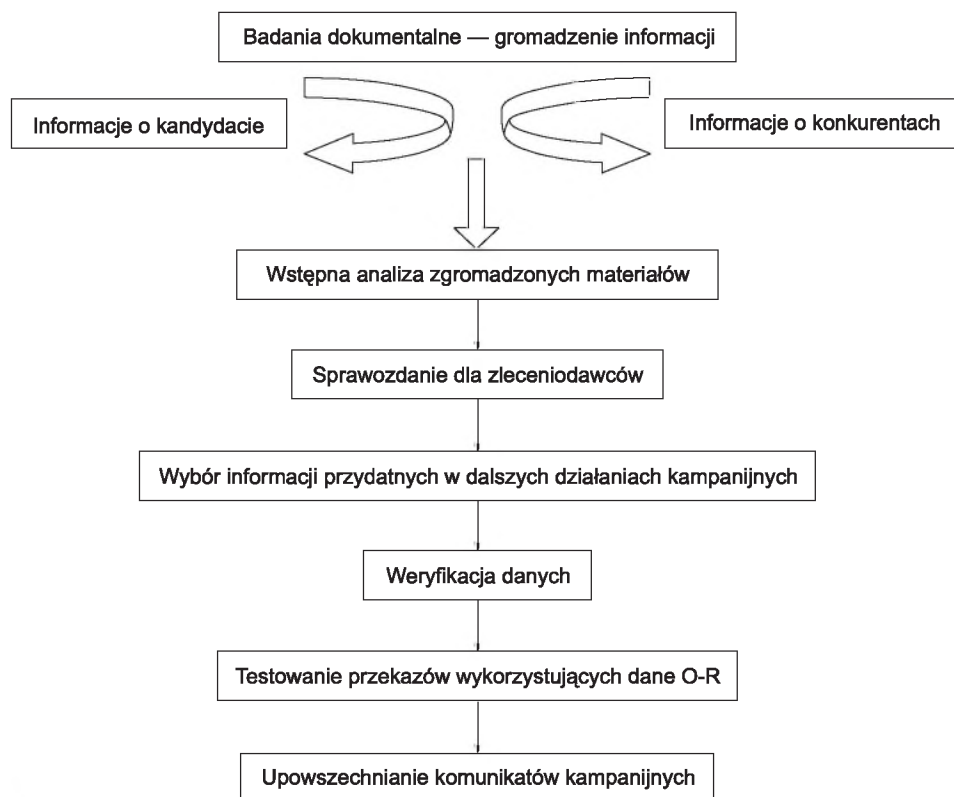 Badania dokumentalne — gromadzenie informacji
Informacje o kandydacie
Informacje o konkurentach
Wstępna analiza zgromadzonych materiałów
Sprawozdanie dla zleceniodawców
Wybór informacji przydatnych w dalszych działaniach kampanijnych
Weryfikacja danych
Testowanie przekazów wykorzystujących dane O-R
Upowszechnianie komunikatów kampanijnych